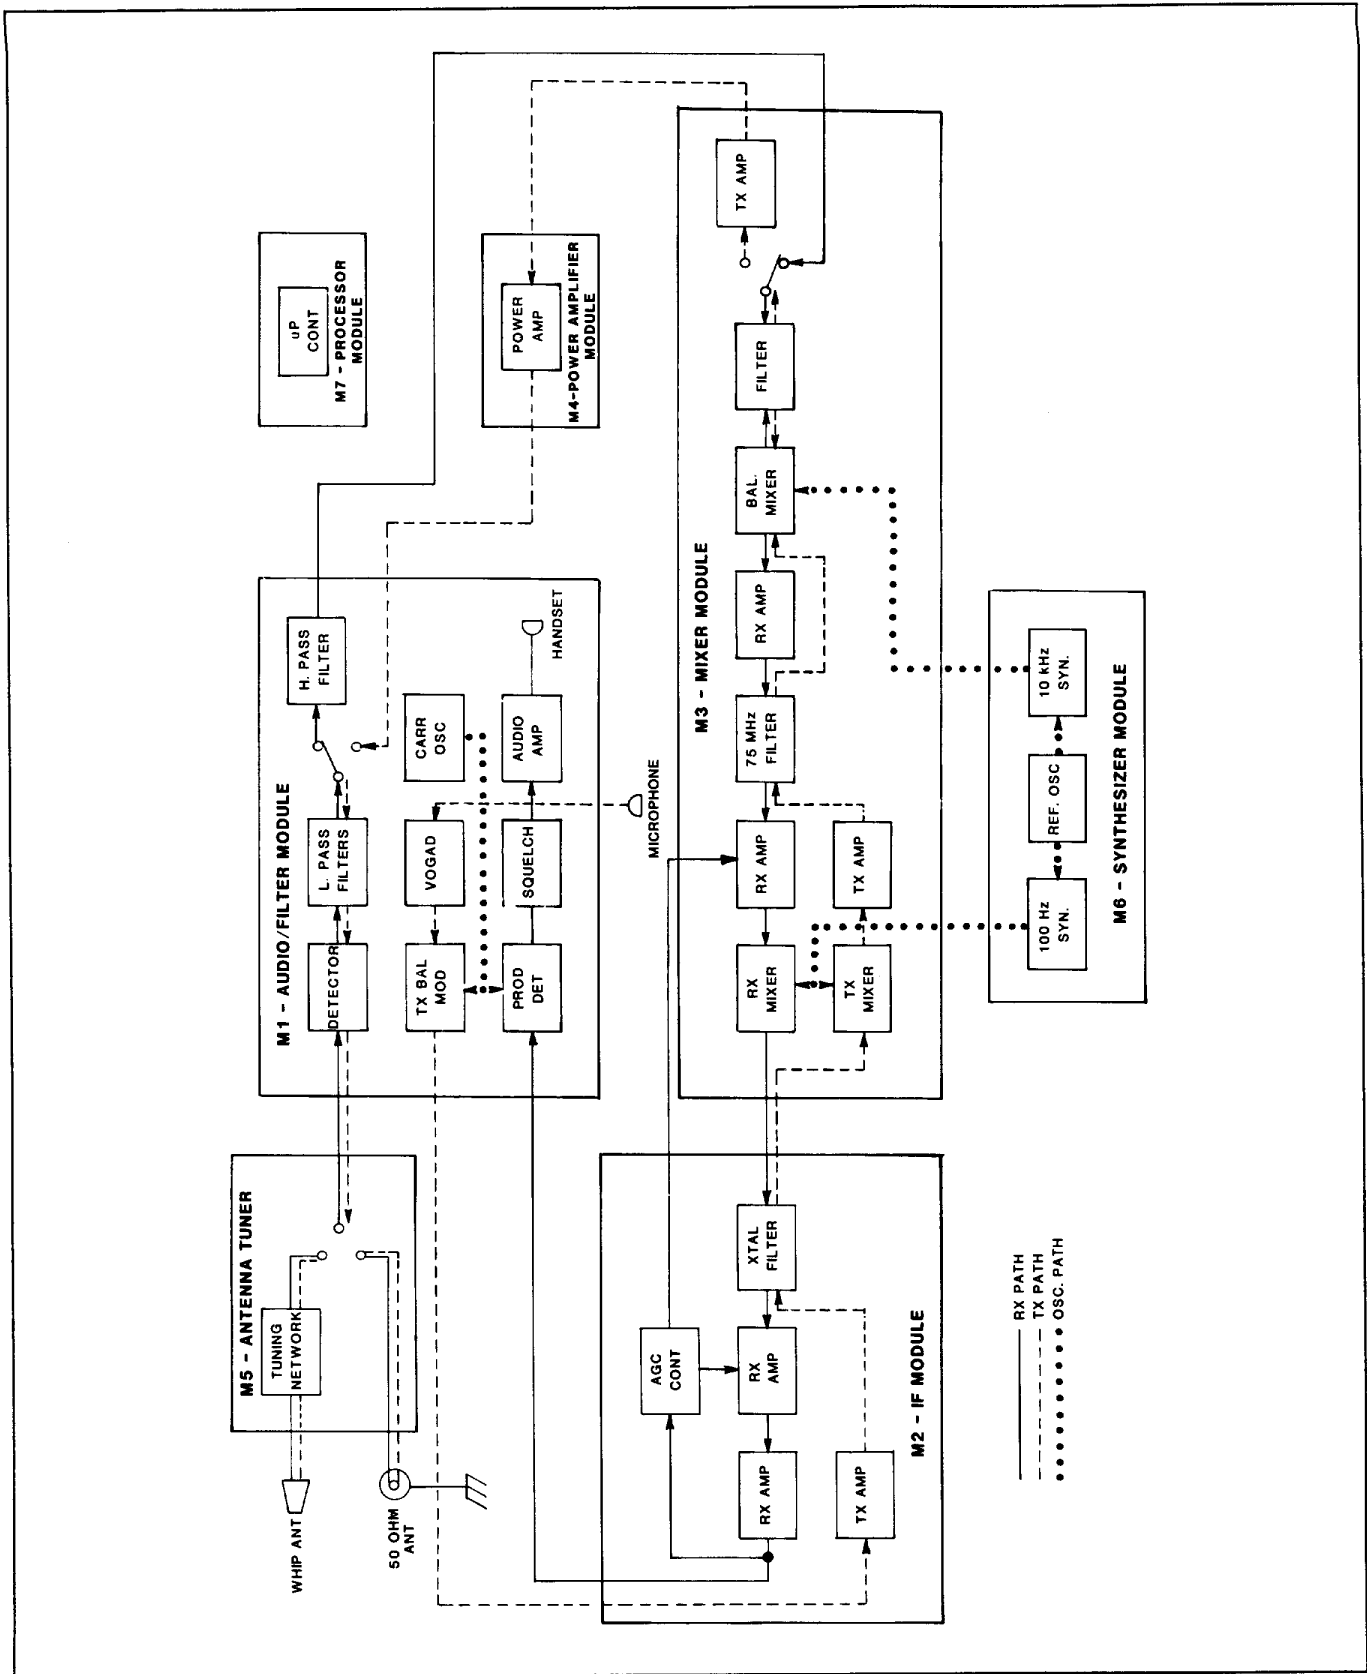 M5 - ANTENNA TUNER
TUNING
NETWORK
WHIP ANT
50 OHM
ANT
M1 - AUDIO/FILTER MODULE
DETECTOR
L. PASS
FILTERS
H. PASS
FILTER
TX BAL
MOD
VOGAD
CARR
OSC
PROD
DET
SQUELCH
AUDIO
AMP
HANDSET
MICROPHONE
uP
CONT
M7 - PROCESSOR
MODULE
POWER
AMP
M4-POWER AMPLIFIER
MODULE
AGC
CONT
RX AMP
RX
AMP
XTAL
FILTER
TX AMP
M2 - IF MODULE
M3 - MIXER MODULE
RX
MIXER
RX AMP
75 MHz
FILTER
RX AMP
BAL.
MIXER
FILTER
TX AMP
TX
MIXER
TX AMP
100 Hz
SYN.
REF. OSC
10 kHz
SYN.
M6 - SYNTHESIZER MODULE
RX PATH
TX PATH
OSC. PATH